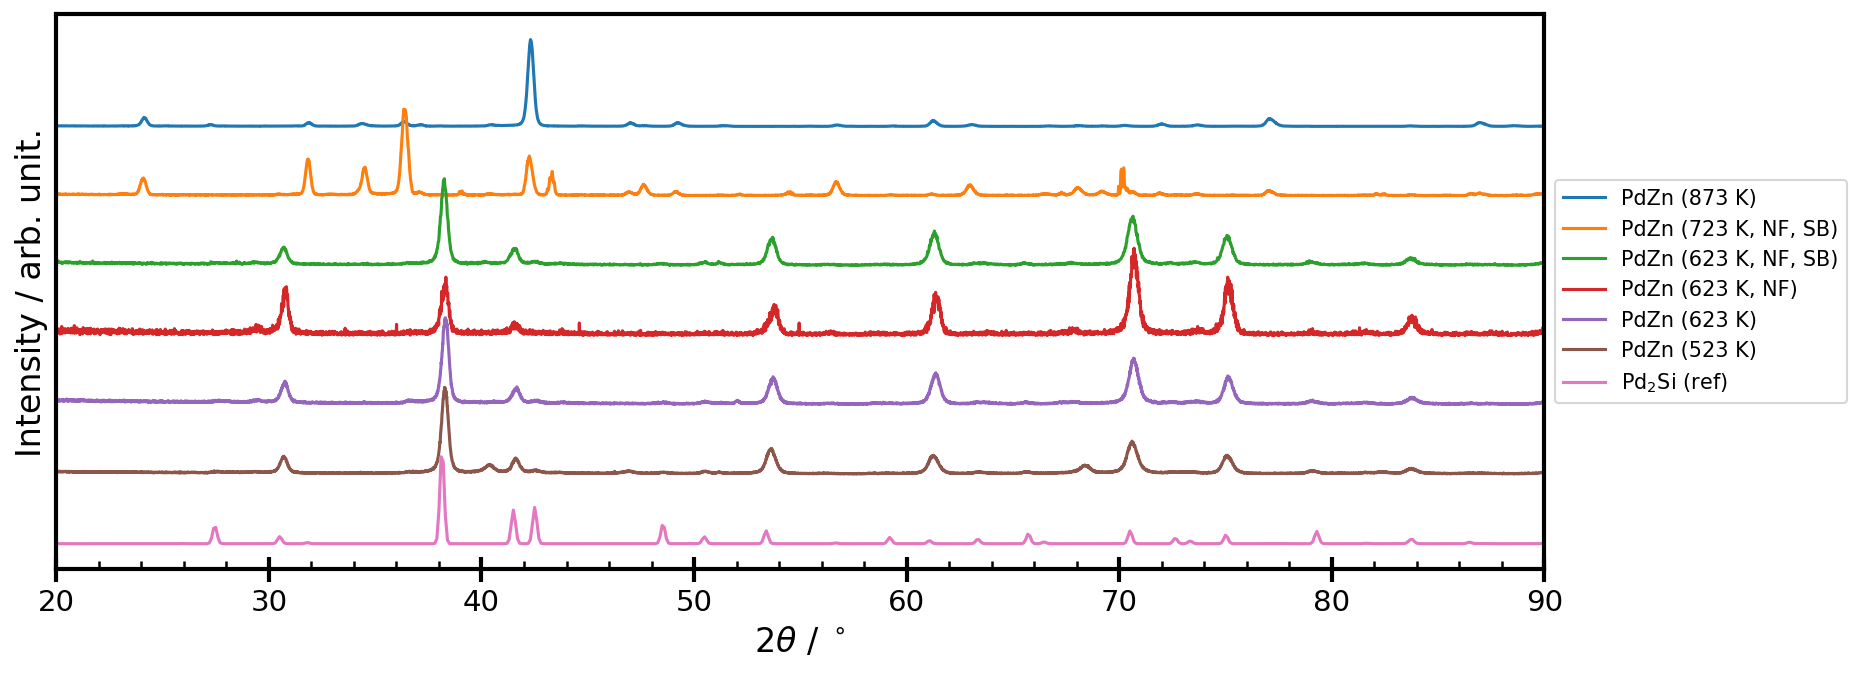 Intensity / arb. unit.
PdZn (873 K)
PdZn (723 K, NF, SB)
PdZn (623 K, NF, SB)
PdZn (623 K, NF)
PdZn (623 K)
PdZn (523 K)
Pd₂Si (ref)
20 30 40 50 60 70 80 90
2θ / °